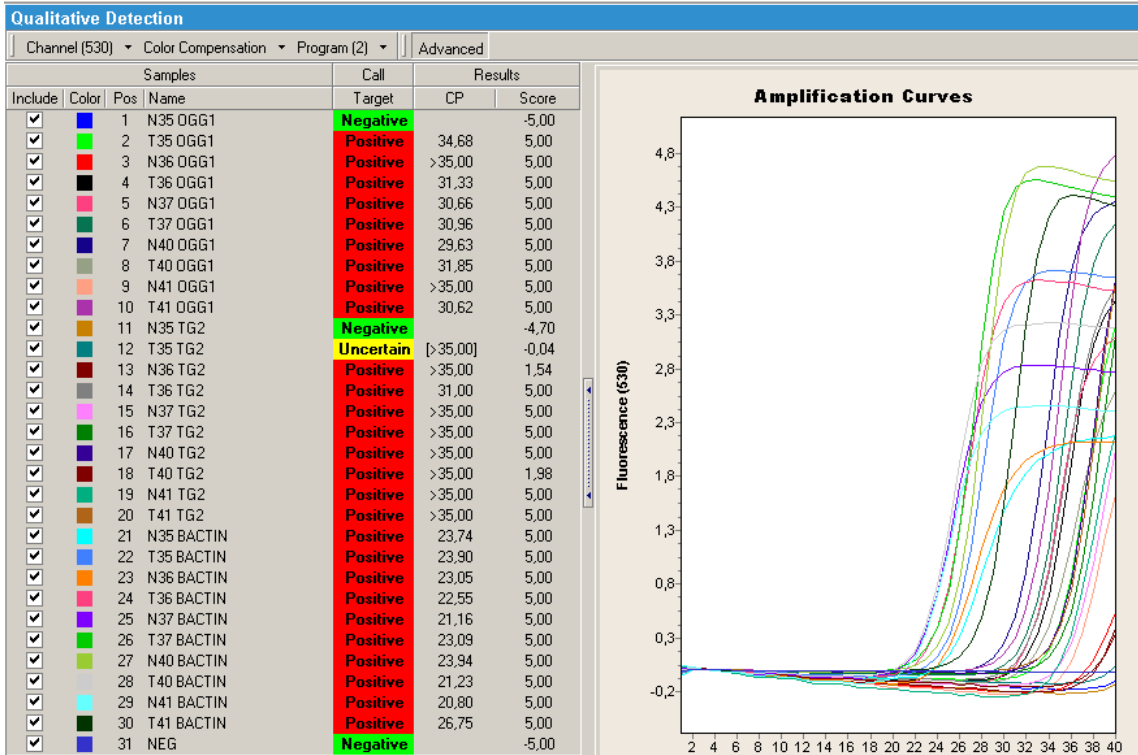 Qualitative Detection
Channel (530) Color Compensation Program (2) Advanced
Samples Call Results
Include Color Pos Name Target CP Score
1 N35 OGG1 Negative -5,00
2 T35 OGG1 Positive 34,68 5,00
3 N36 OGG1 Positive >35,00 5,00
4 T36 OGG1 Positive 31,33 5,00
5 N37 OGG1 Positive 30,66 5,00
6 T37 OGG1 Positive 30,96 5,00
7 N40 OGG1 Positive 29,63 5,00
8 T40 OGG1 Positive 31,85 5,00
9 N41 OGG1 Positive >35,00 5,00
10 T41 OGG1 Positive 30,62 5,00
11 N35 TG2 Negative -4,70
12 T35 TG2 Uncertain [>35,00] -0,04
13 N36 TG2 Positive >35,00 1,54
14 T36 TG2 Positive 31,00 5,00
15 N37 TG2 Positive >35,00 5,00
16 T37 TG2 Positive >35,00 5,00
17 N40 TG2 Positive >35,00 5,00
18 T40 TG2 Positive >35,00 1,98
19 N41 TG2 Positive >35,00 5,00
20 T41 TG2 Positive >35,00 5,00
21 N35 BACTIN Positive 23,74 5,00
22 T35 BACTIN Positive 23,90 5,00
23 N36 BACTIN Positive 23,05 5,00
24 T36 BACTIN Positive 22,55 5,00
25 N37 BACTIN Positive 21,16 5,00
26 T37 BACTIN Positive 23,09 5,00
27 N40 BACTIN Positive 23,94 5,00
28 T40 BACTIN Positive 21,23 5,00
29 N41 BACTIN Positive 20,80 5,00
30 T41 BACTIN Positive 26,75 5,00
31 NEG Negative -5,00
Amplification Curves
Fluorescence (530)
4,8
4,3
3,8
3,3
2,8
2,3
1,8
1,3
0,8
0,3
-0,2
2 4 6 8 10 12 14 16 18 20 22 24 26 28 30 32 34 36 38 40